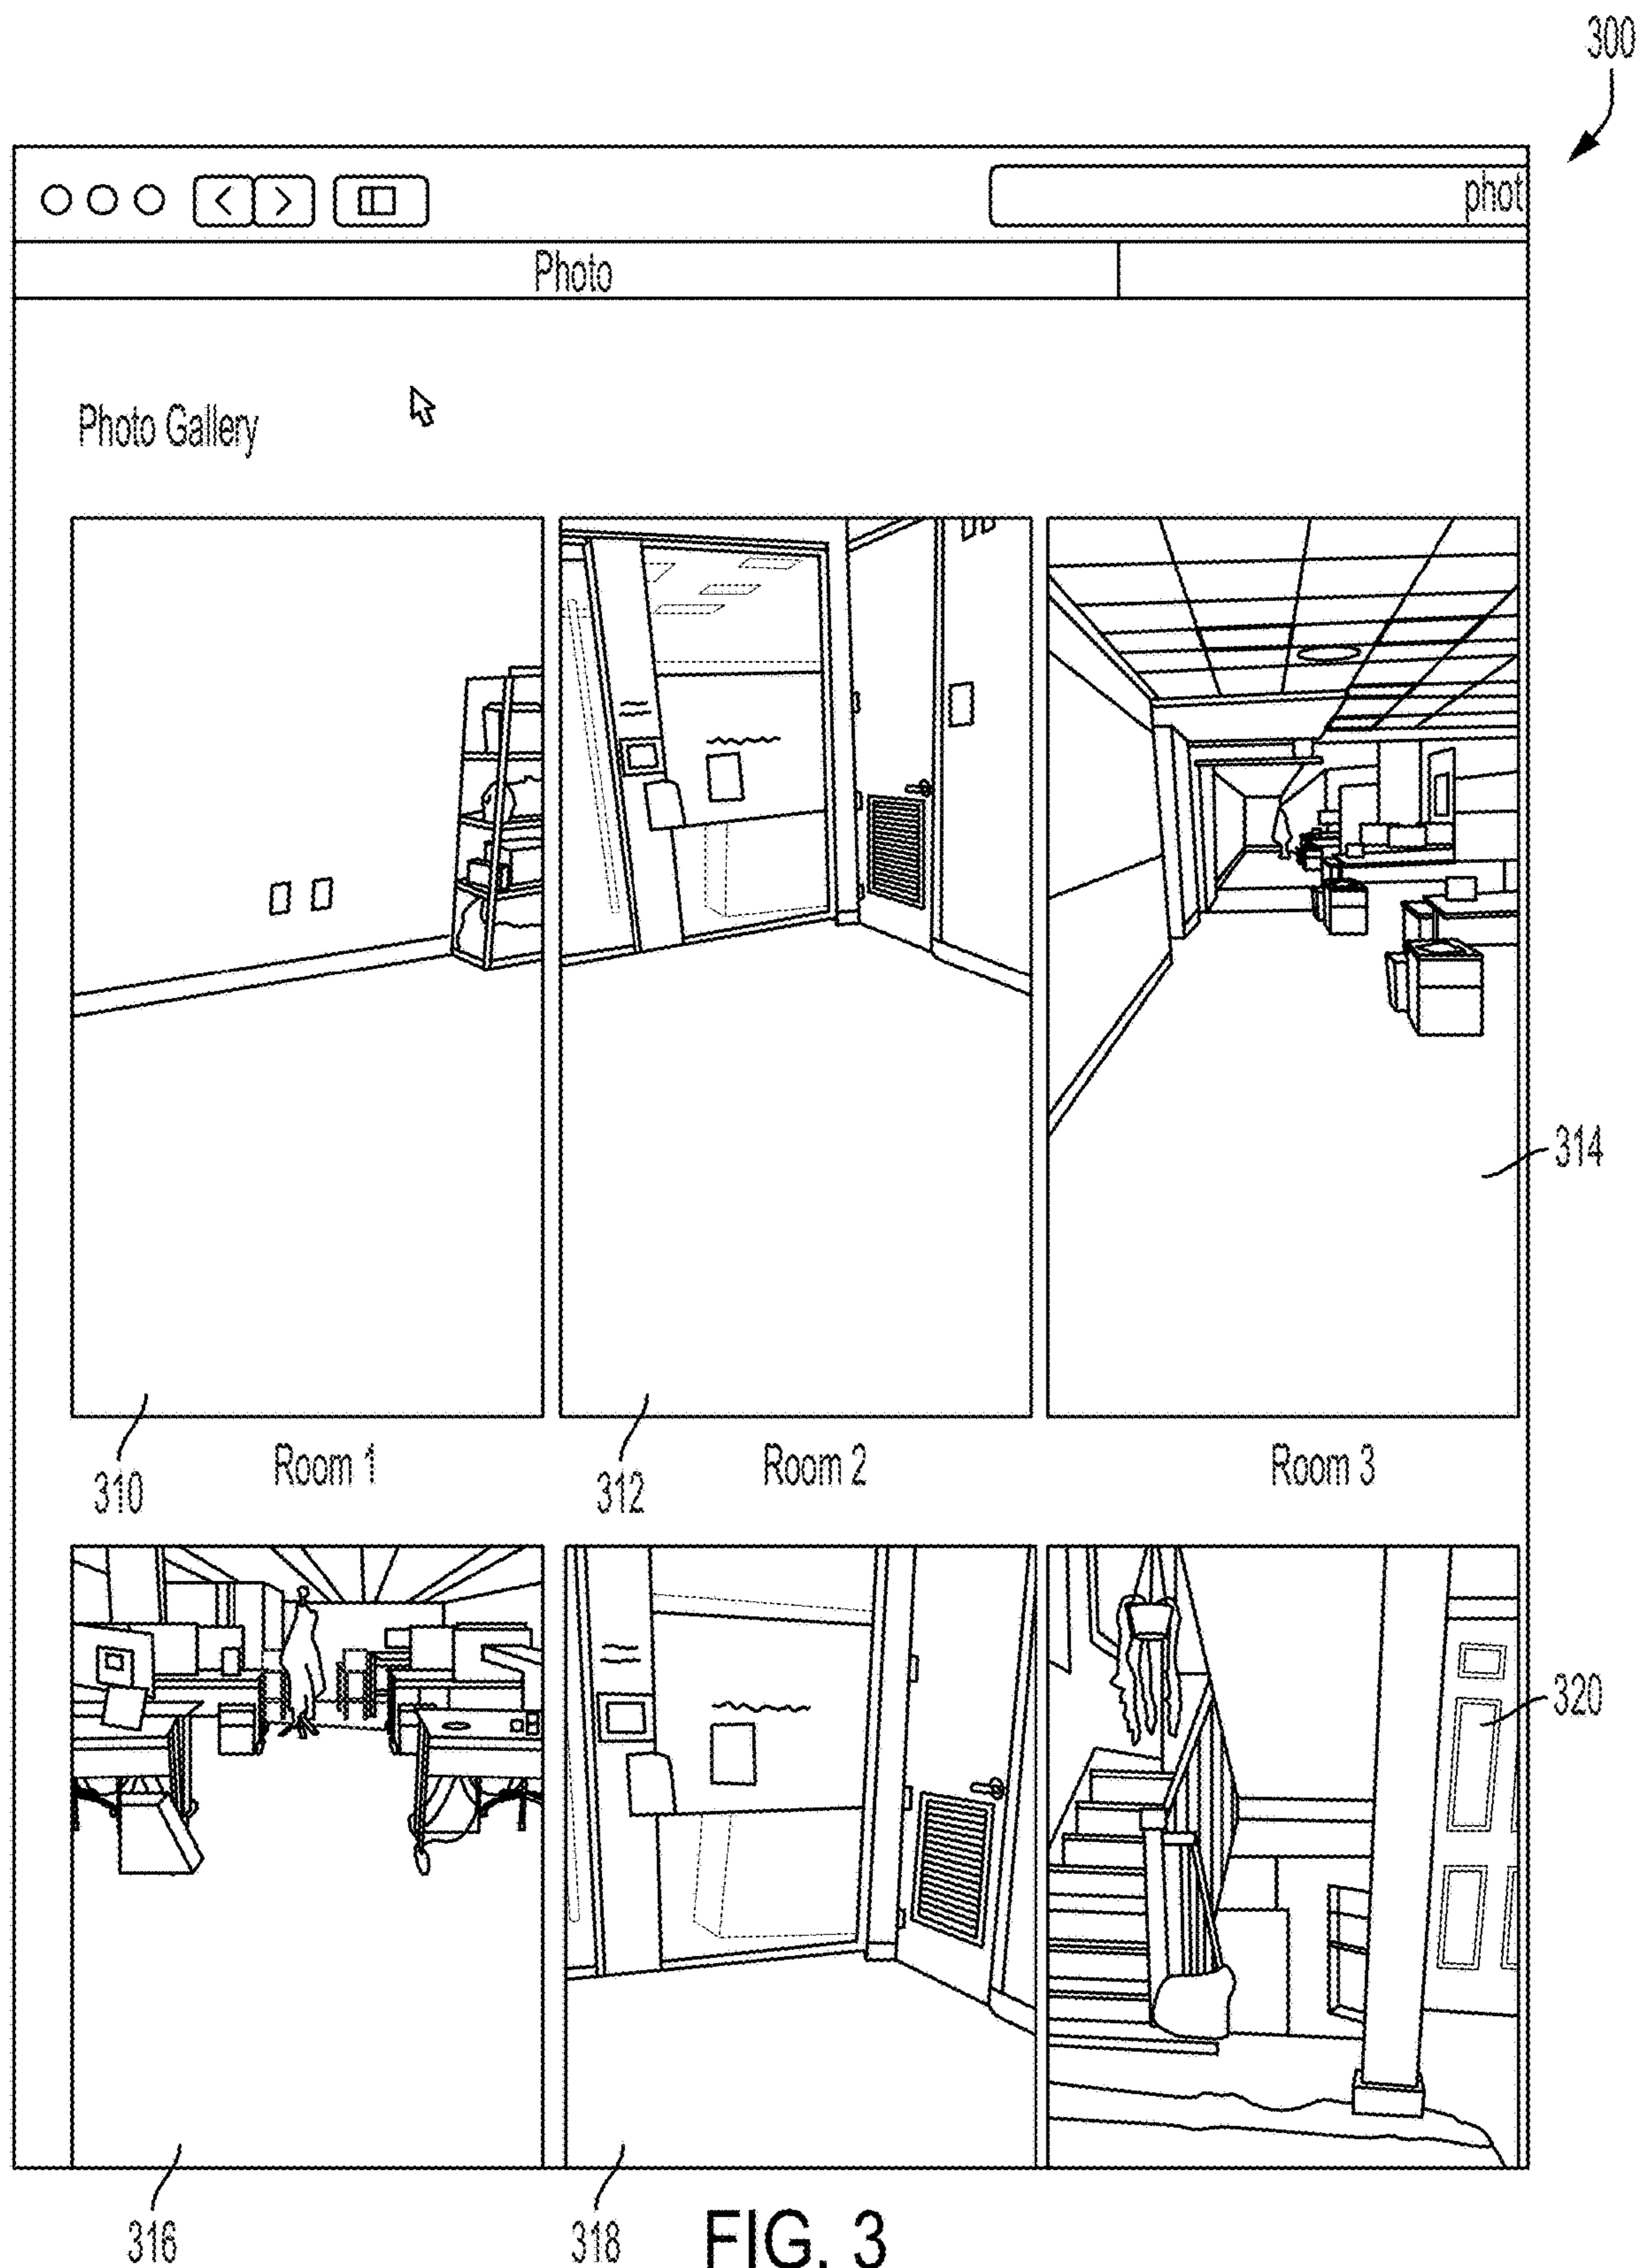 300
phot
Photo
Photo Gallery
314
310
Room 1
312
Room 2
Room 3
320
316
318
FIG. 3